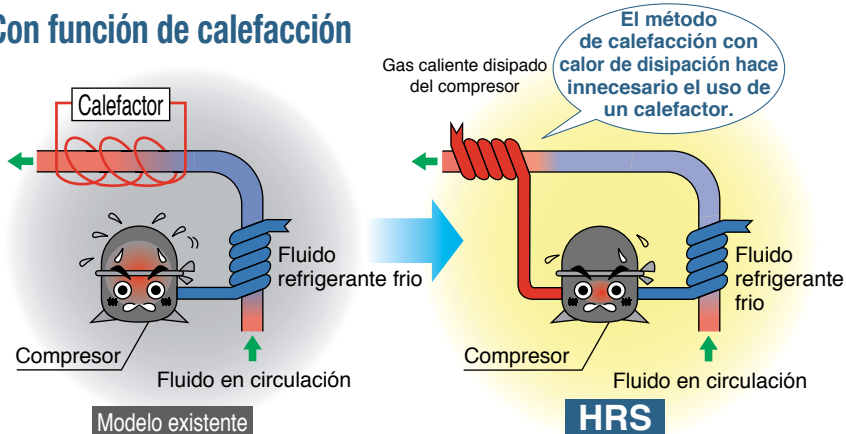 Con función de calefacción
Calefactor
Fluido
refrigerante frio
Compresor
Fluido en circulación
Modelo existente
Gas caliente disipado
del compresor
El método
de calefacción con
calor de disipación hace
innecesario el uso de
un calefactor.
Fluido
refrigerante
frio
Compresor
Fluido en circulación
HRS